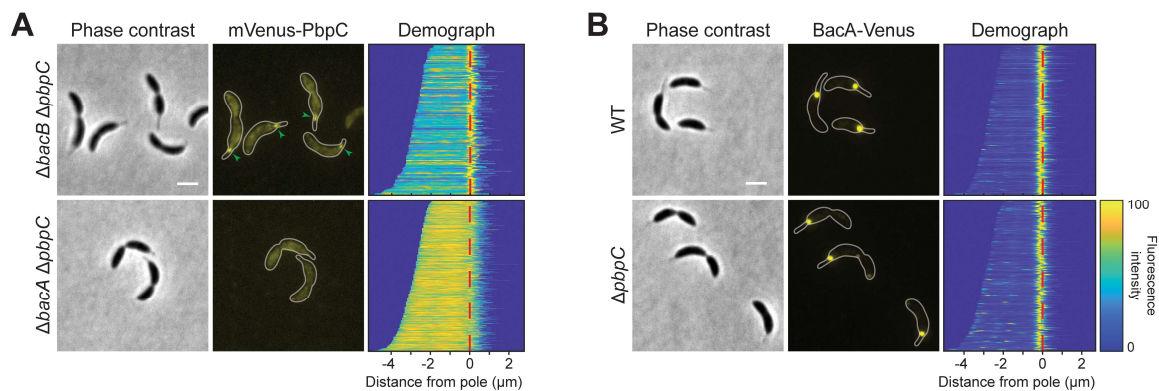 A
Phase contrast
mVenus-PbpC
Demograph
ΔbacB ΔpbpC
ΔbacA ΔpbpC
-4
-2
0
2
Distance from pole (µm)
B
Phase contrast
BacA-Venus
Demograph
WT
ΔpbpC
-4
-2
0
2
Distance from pole (µm)
100
Fluorescence
intensity
0